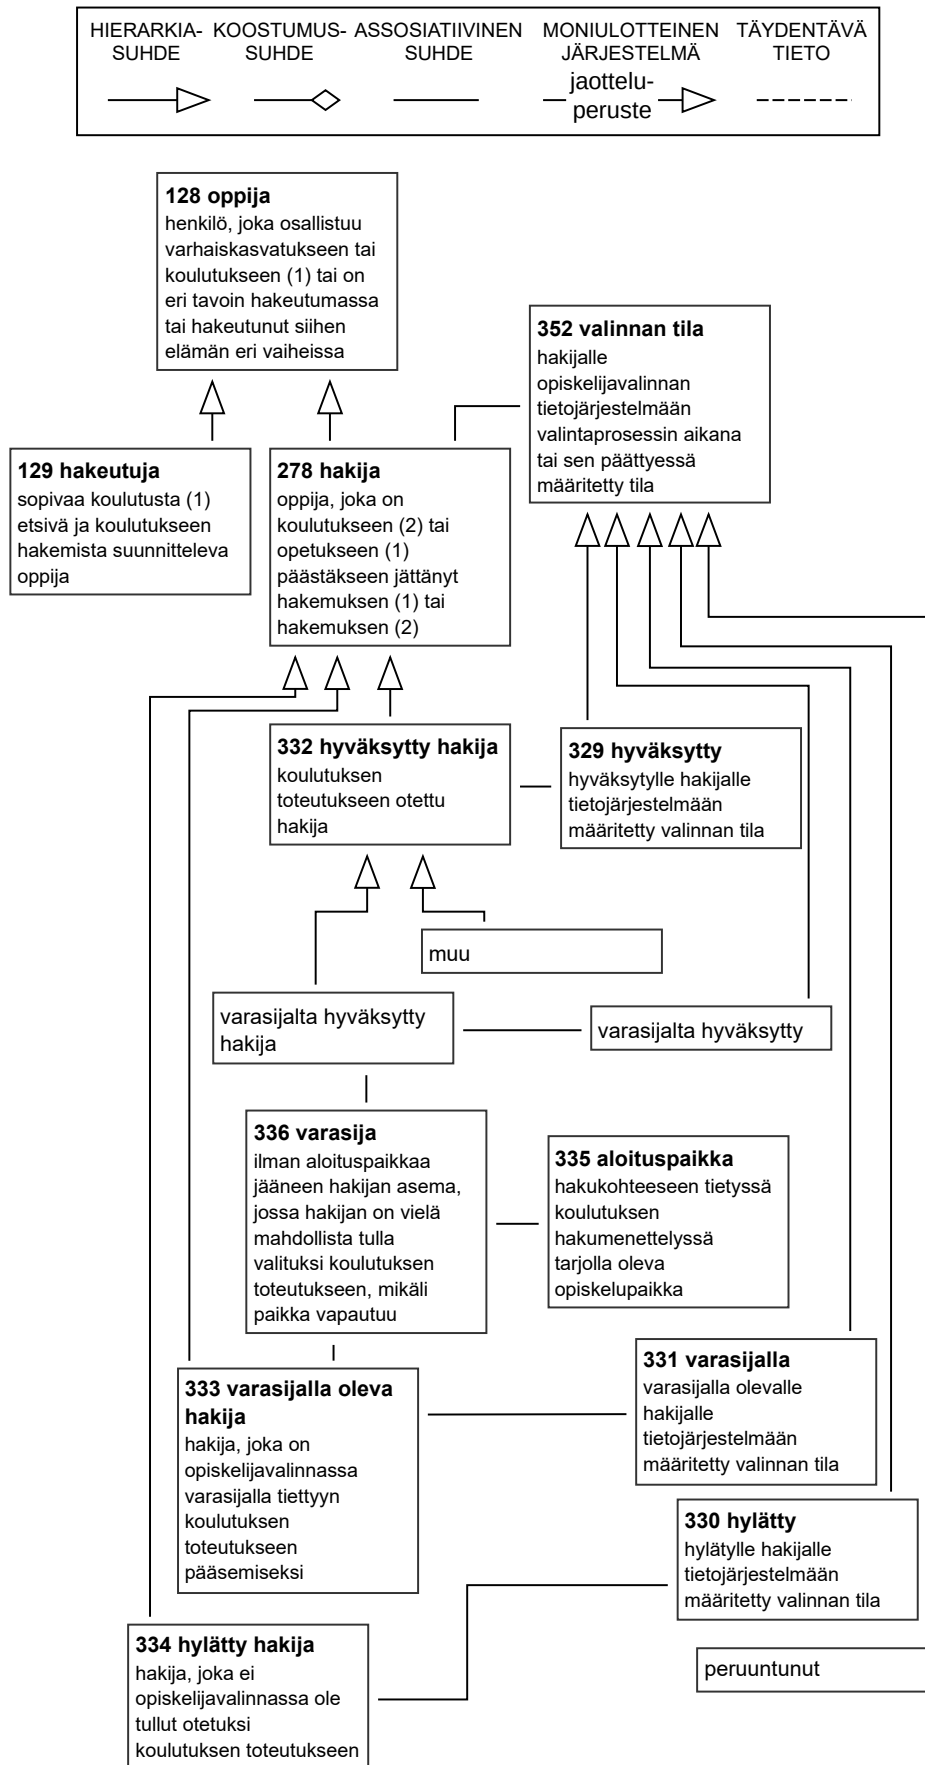 HIERARKIA-
SUHDE
KOOSTUMUS-
SUHDE
ASSOSIATIIVINEN
SUHDE
MONIULOTTEINEN
JÄRJESTELMÄ
jaottelu-
peruste
TÄYDENTÄVÄ
TIETO
128 oppija
henkilö, joka osallistuu
varhaiskasvatukseen tai
koulutukseen (1) tai on
eri tavoin hakeutumassa
tai hakeutunut siihen
elämän eri vaiheissa
352 valinnan tila
hakijalle
opiskelijavalinnan
tietojärjestelmään
valintaprosessin aikana
tai sen päättyessä
määritetty tila
129 hakeutuja
sopivaa koulutusta (1)
etsivä ja koulutukseen
hakemista suunnitteleva
oppija
278 hakija
oppija, joka on
koulutukseen (2) tai
opetukseen (1)
päästäkseen jättänyt
hakemuksen (1) tai
hakemuksen (2)
332 hyväksytty hakija
koulutuksen
toteutukseen otettu
hakija
329 hyväksytty
hyväksytylle hakijalle
tietojärjestelmään
määritetty valinnan tila
muu
varasijalta hyväksytty
hakija
varasijalta hyväksytty
336 varasija
ilman aloituspaikkaa
jääneen hakijan asema,
jossa hakijan on vielä
mahdollista tulla
valituksi koulutuksen
toteutukseen, mikäli
paikka vapautuu
335 aloituspaikka
hakukohteeseen tietyssä
koulutuksen
hakumenettelyssä
tarjolla oleva
opiskelupaikka
333 varasijalla oleva
hakija
hakija, joka on
opiskelijavalinnassa
varasijalla tiettyyn
koulutuksen
toteutukseen
pääsemiseksi
331 varasijalla
varasijalla olevalle
hakijalle
tietojärjestelmään
määritetty valinnan tila
330 hylätty
hylätylle hakijalle
tietojärjestelmään
määritetty valinnan tila
334 hylätty hakija
hakija, joka ei
opiskelijavalinnassa ole
tullut otetuksi
koulutuksen toteutukseen
peruuntunut